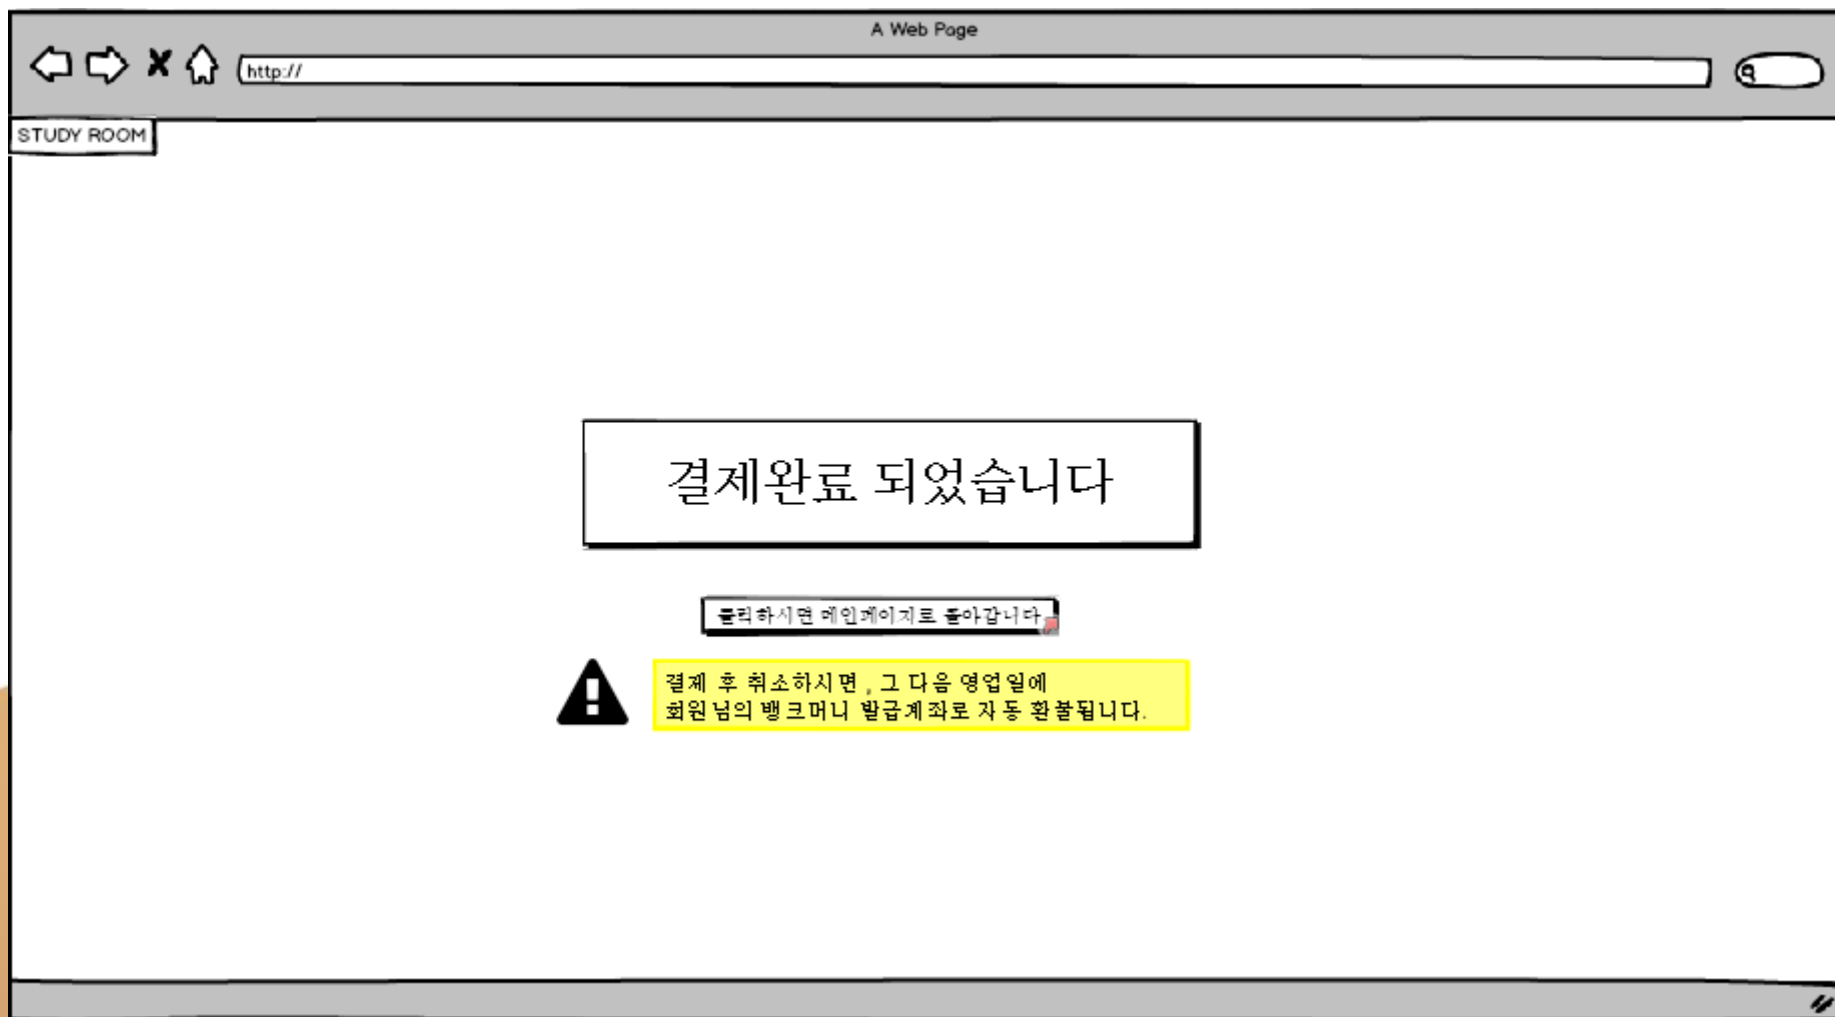 A Web Page
http://
STUDY ROOM
결제완료 되었습니다
클릭하시면 메인페이지로 돌아갑니다
결제 후 취소하시면 , 그 다음 영업일에
회원님의 뱅크머니 발급계좌로 자동 환불됩니다.